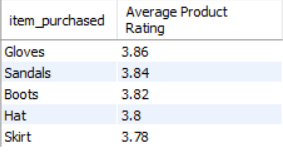 item_purchased Average Product
Rating
Gloves 3.86
Sandals 3.84
Boots 3.82
Hat 3.8
Skirt 3.78